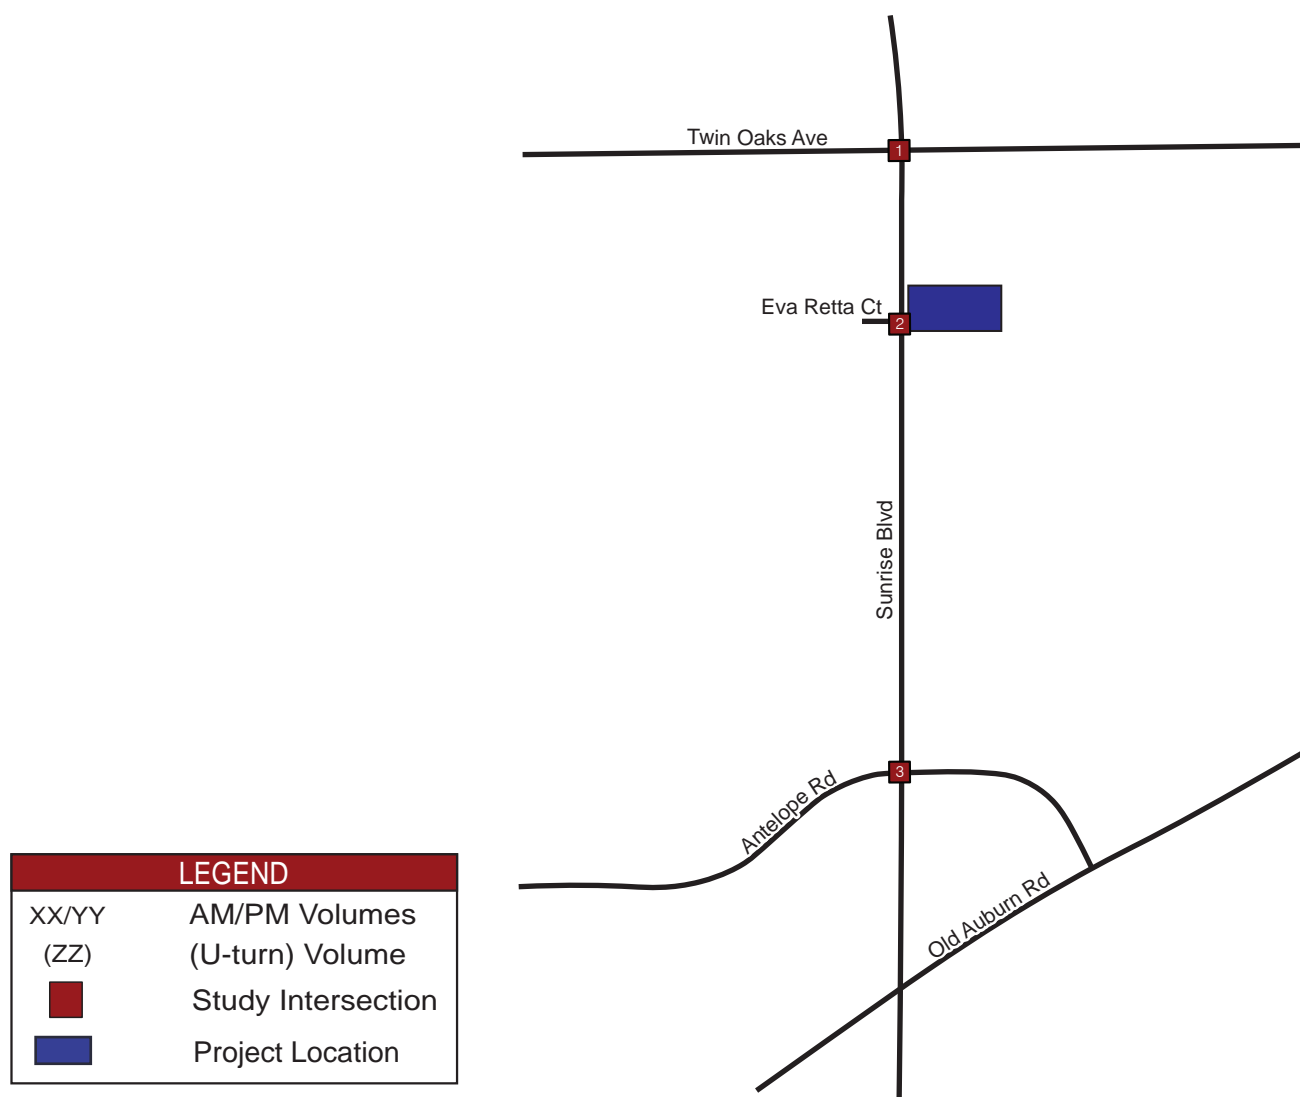 Twin Oaks Ave
1
Eva Retta Ct
2
Sunrise Blvd
3
Antelope Rd
Old Auburn Rd
LEGEND
XX/YY AM/PM Volumes
(ZZ) (U-turn) Volume
Study Intersection
Project Location